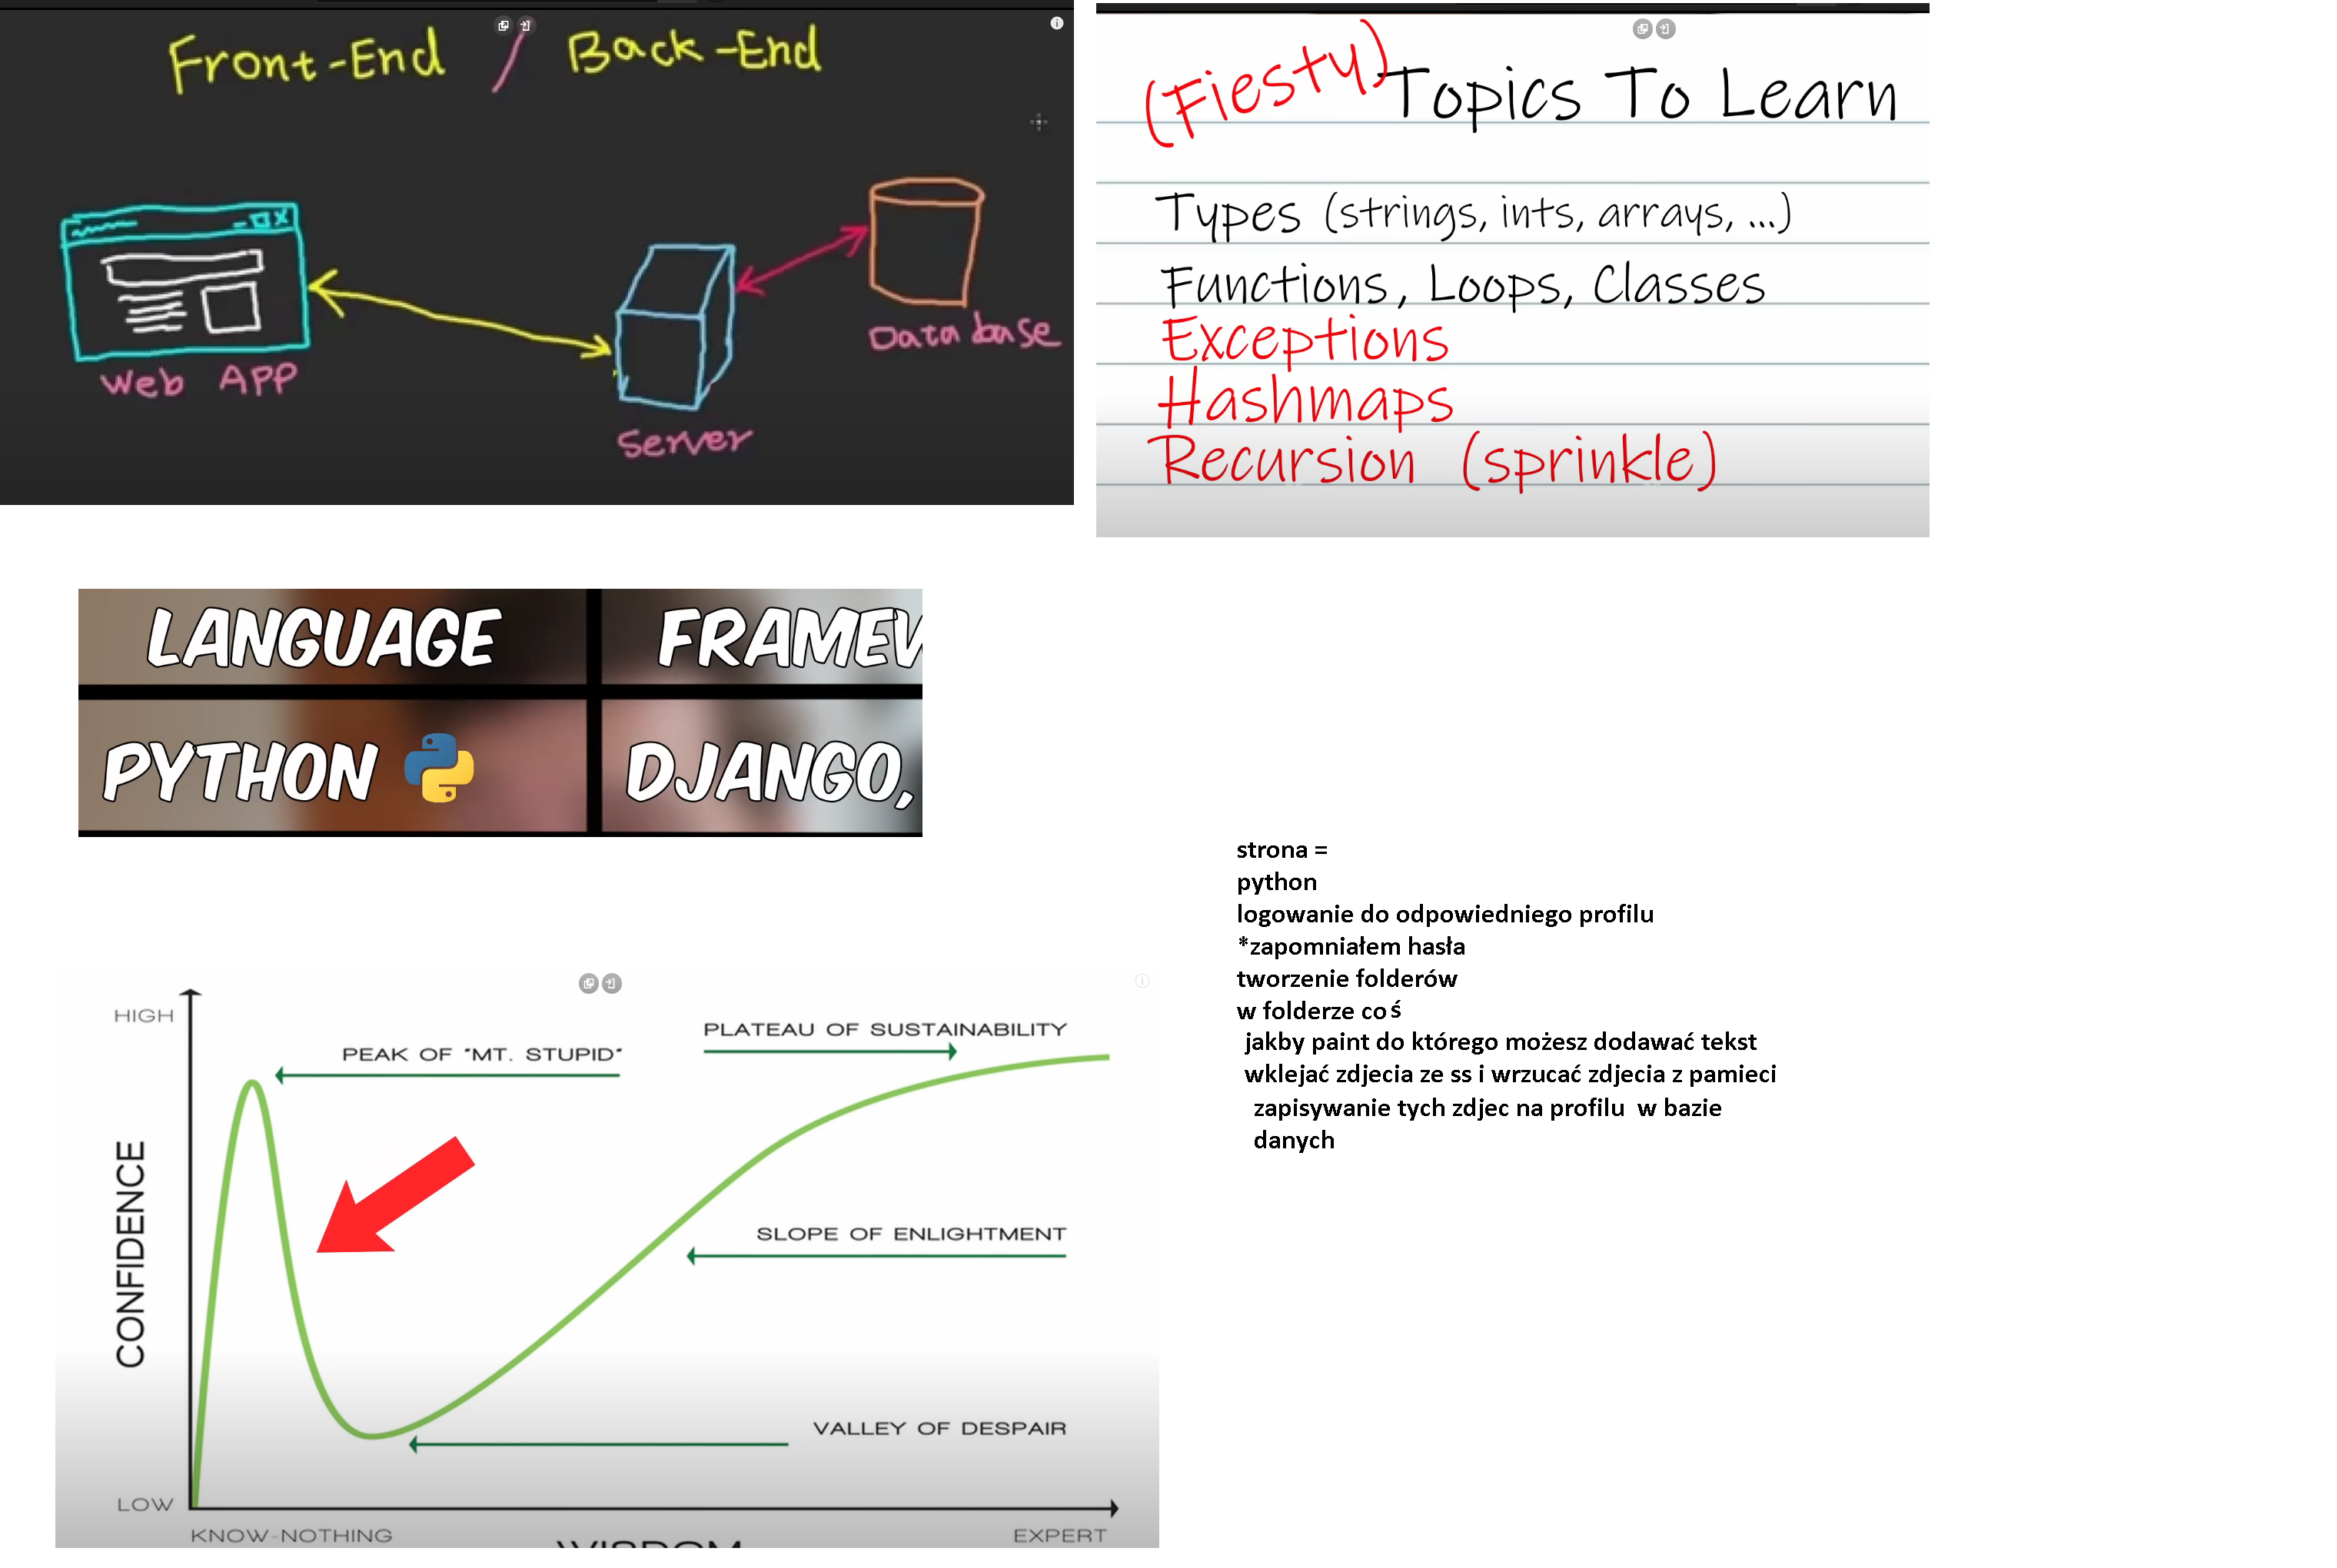 Front-End / Back-End
Web APP
Server
Database
(Fiesty) Topics To Learn
Types (strings, ints, arrays, ...)
Functions, Loops, Classes
Exceptions
Hashmaps
Recursion (sprinkle)
LANGUAGE
FRAMEW
PYTHON
DJANGO,
strona =
python
logowanie do odpowiedniego profilu
*zapomniałem hasła
tworzenie folderów
w folderze coś
jakby paint do którego możesz dodawać tekst
wklejać zdjecia ze ss i wrzucać zdjecia z pamieci
zapisywanie tych zdjec na profilu w bazie
danych
HIGH
PEAK OF "MT. STUPID"
PLATEAU OF SUSTAINABILITY
CONFIDENCE
SLOPE OF ENLIGHTMENT
VALLEY OF DESPAIR
LOW
KNOW-NOTHING
WISDOM
EXPERT